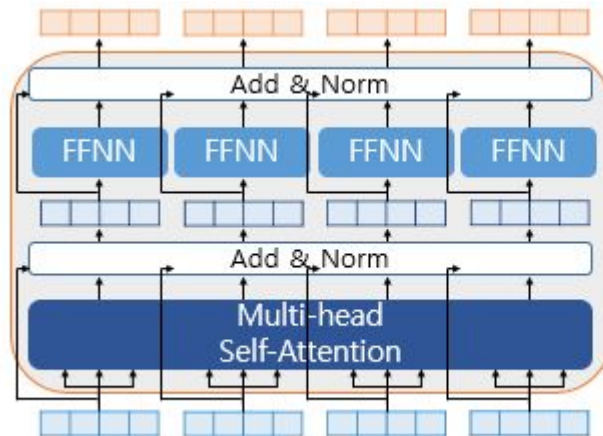 Add & Norm
FFNN FFNN FFNN FFNN
Add & Norm
Multi-head
Self-Attention